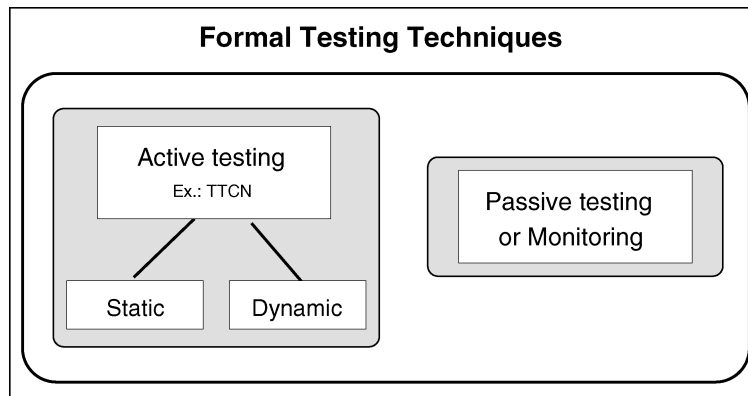 Formal Testing Techniques
Active testing
Ex.: TTCN
Static
Dynamic
Passive testing
or Monitoring